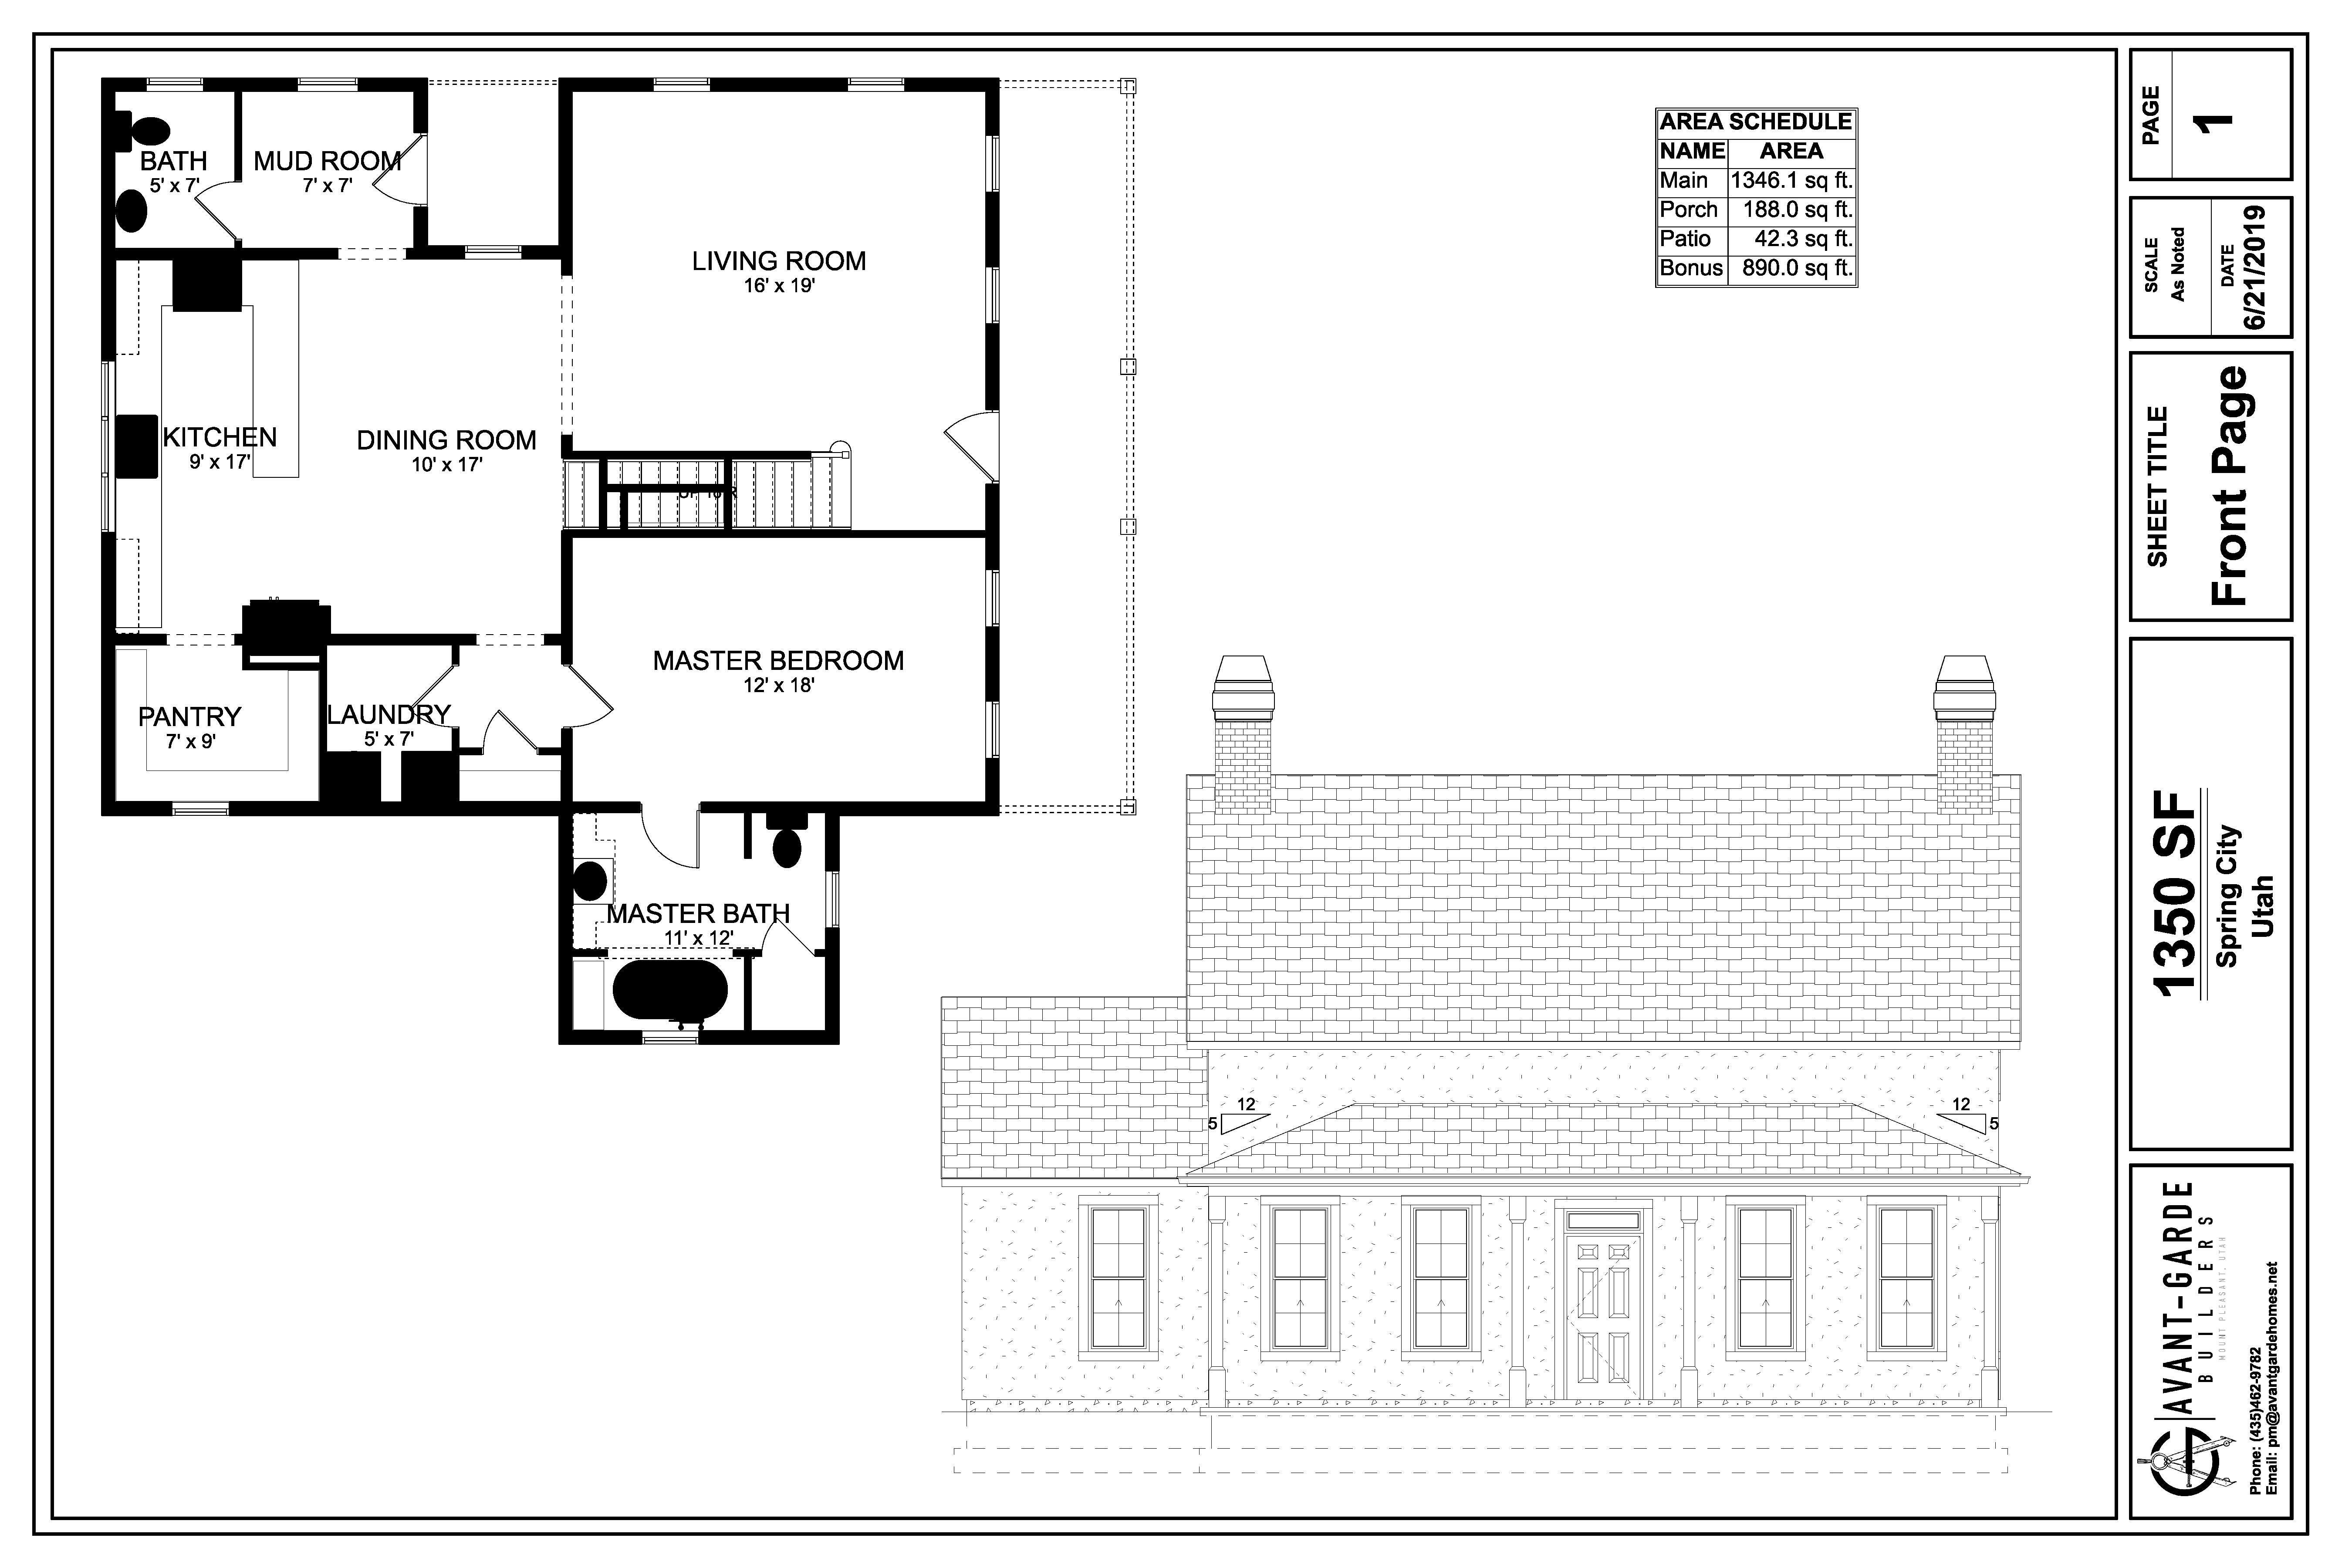 BATH
5' x 7'
MUD ROOM
7' x 7'
LIVING ROOM
16' x 19'
KITCHEN
9' x 17'
DINING ROOM
10' x 17'
MASTER BEDROOM
12' x 18'
PANTRY
7' x 9'
LAUNDRY
5' x 7'
MASTER BATH
11' x 12'
AREA SCHEDULE
NAME AREA
Main 1346.1 sq ft.
Porch 188.0 sq ft.
Patio 42.3 sq ft.
Bonus 890.0 sq ft.
12
5
12
5
PAGE
1
SCALE
As Noted
DATE
6/21/2019
SHEET TITLE
Front Page
1350 SF
Spring City
Utah
AVANT-GARDE
BUILDERS
MOUNT PLEASANT, UTAH
Phone: (435)462-9782
Email: pm@avantgardehomes.net